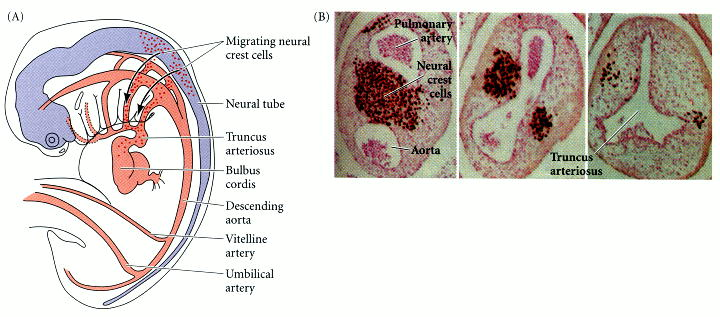 (A)
Migrating neural
crest cells
Neural tube
Truncus
arteriosus
Bulbus
cordis
Descending
aorta
Vitelline
artery
Umbilical
artery
(B)
Pulmonary
artery
Neural
crest
cells
Aorta
Truncus
arteriosus